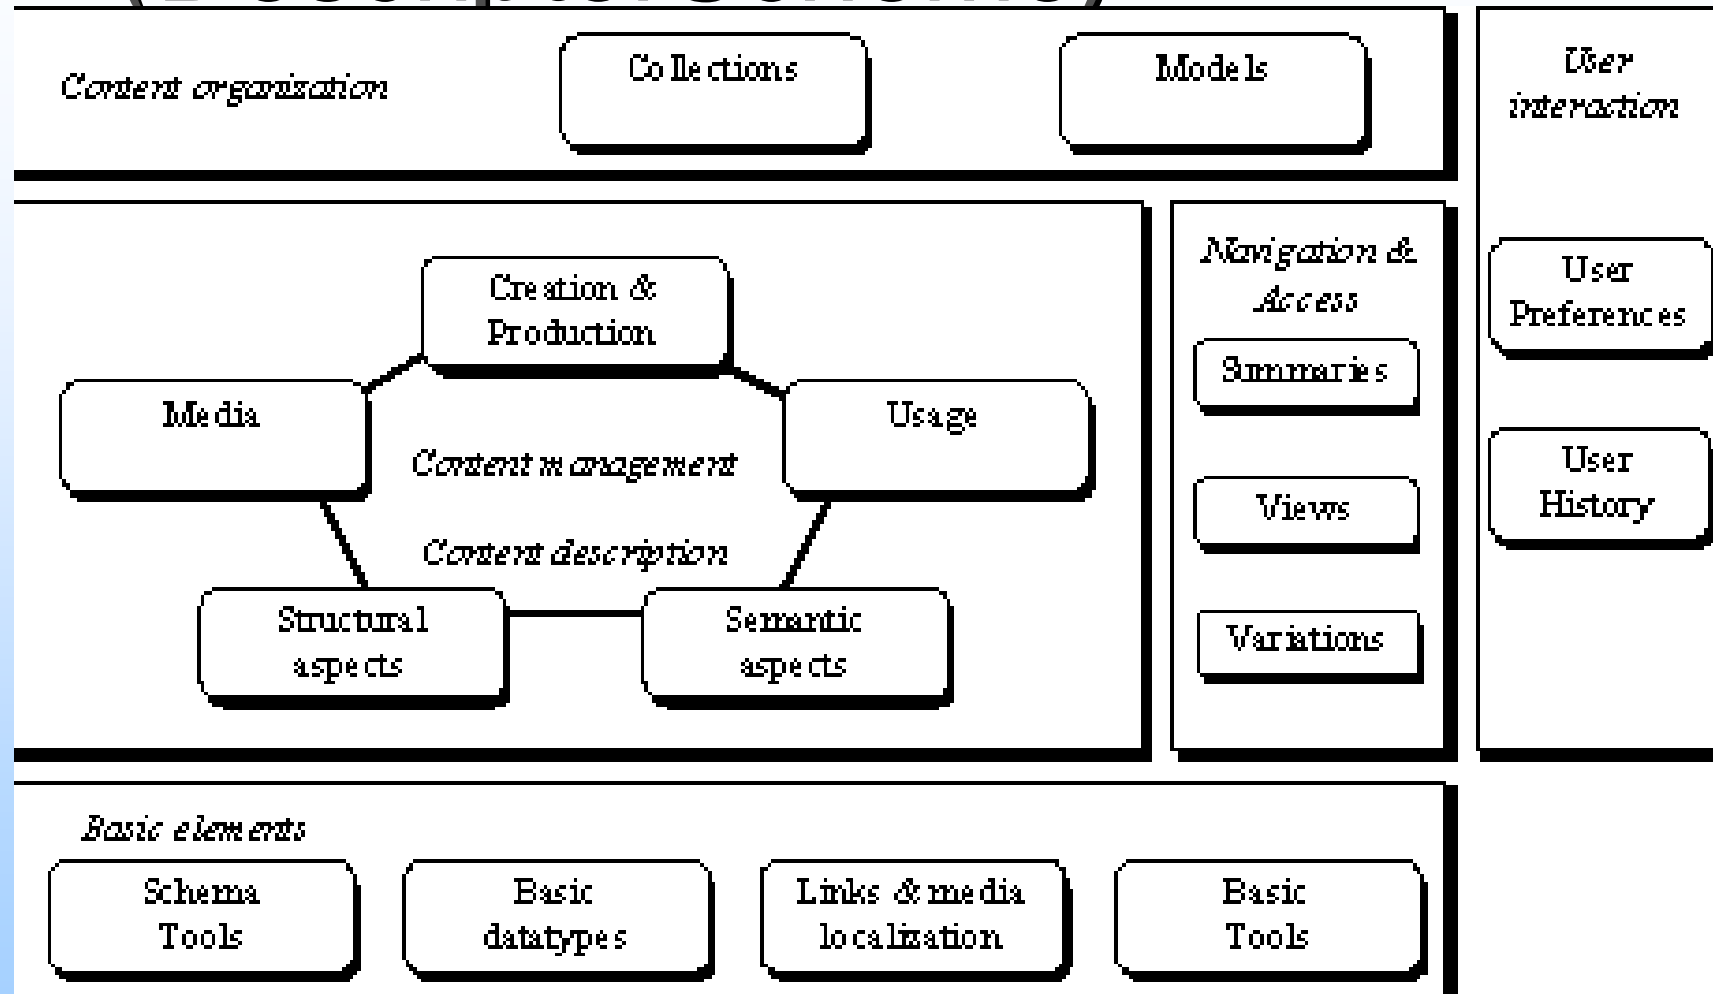 Content organization
Collections
Models
User
interaction
Creation &
Production
Media
Usage
Content management
Content description
Structural
aspects
Semantic
aspects
Navigation &
Access
Summaries
Views
Variations
User
Preferences
User
History
Basic elements
Schema
Tools
Basic
datatypes
Links & media
localization
Basic
Tools